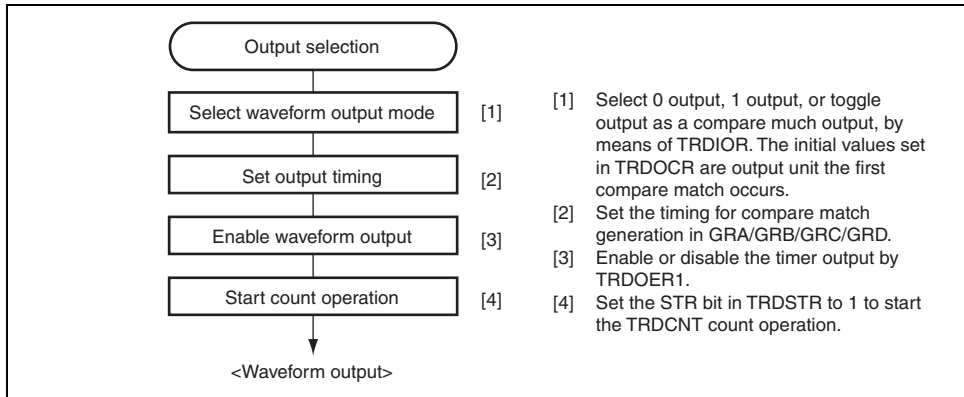 Output selection
Select waveform output mode [1]
Set output timing [2]
Enable waveform output [3]
Start count operation [4]
<Waveform output>
[1] Select 0 output, 1 output, or toggle
output as a compare much output, by
means of TRDIOR. The initial values set
in TRDOCR are output unit the first
compare match occurs.
[2] Set the timing for compare match
generation in GRA/GRB/GRC/GRD.
[3] Enable or disable the timer output by
TRDOER1.
[4] Set the STR bit in TRDSTR to 1 to start
the TRDCNT count operation.